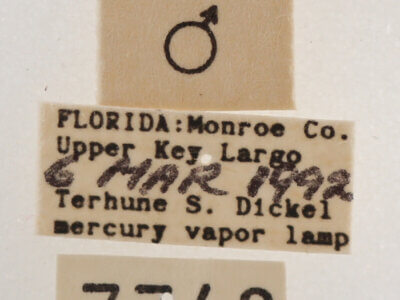 ♂
FLORIDA:Monroe Co.
Upper Key Largo
6 MAR 1992
Terhune S. Dickel
mercury vapor lamp